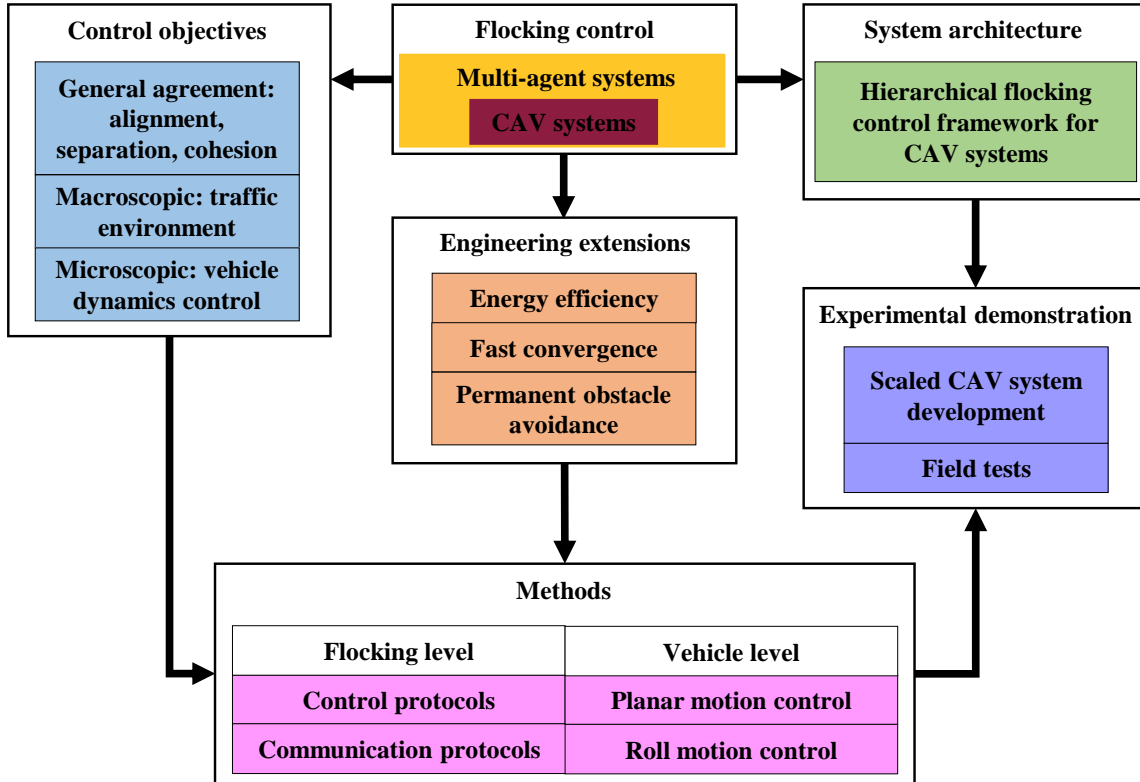 Control objectives
General agreement:
alignment,
separation, cohesion
Macroscopic: traffic
environment
Microscopic: vehicle
dynamics control
Flocking control
Multi-agent systems
CAV systems
System architecture
Hierarchical flocking
control framework for
CAV systems
Engineering extensions
Energy efficiency
Fast convergence
Permanent obstacle
avoidance
Experimental demonstration
Scaled CAV system
development
Field tests
Methods
Flocking level
Vehicle level
Control protocols
Planar motion control
Communication protocols
Roll motion control